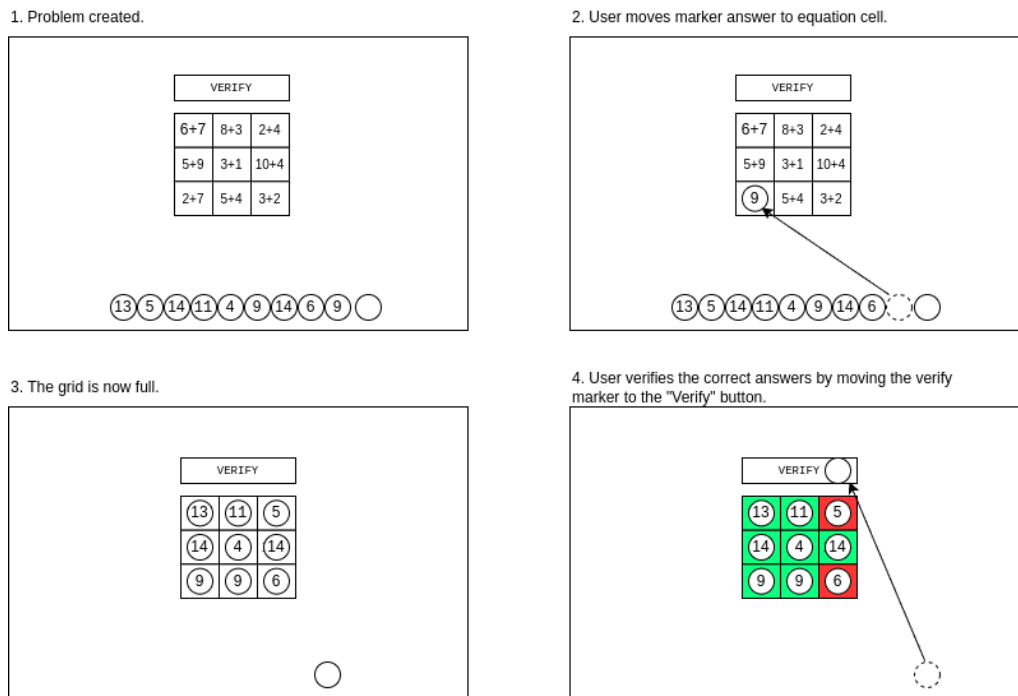 1. Problem created.
VERIFY
6+7 8+3 2+4
5+9 3+1 10+4
2+7 5+4 3+2
13 5 14 11 4 9 14 6 9
2. User moves marker answer to equation cell.
VERIFY
6+7 8+3 2+4
5+9 3+1 10+4
9 5+4 3+2
13 5 14 11 4 9 14 6
3. The grid is now full.
VERIFY
13 11 5
14 4 14
9 9 6
4. User verifies the correct answers by moving the verify
marker to the "Verify" button.
VERIFY
13 11 5
14 4 14
9 9 6